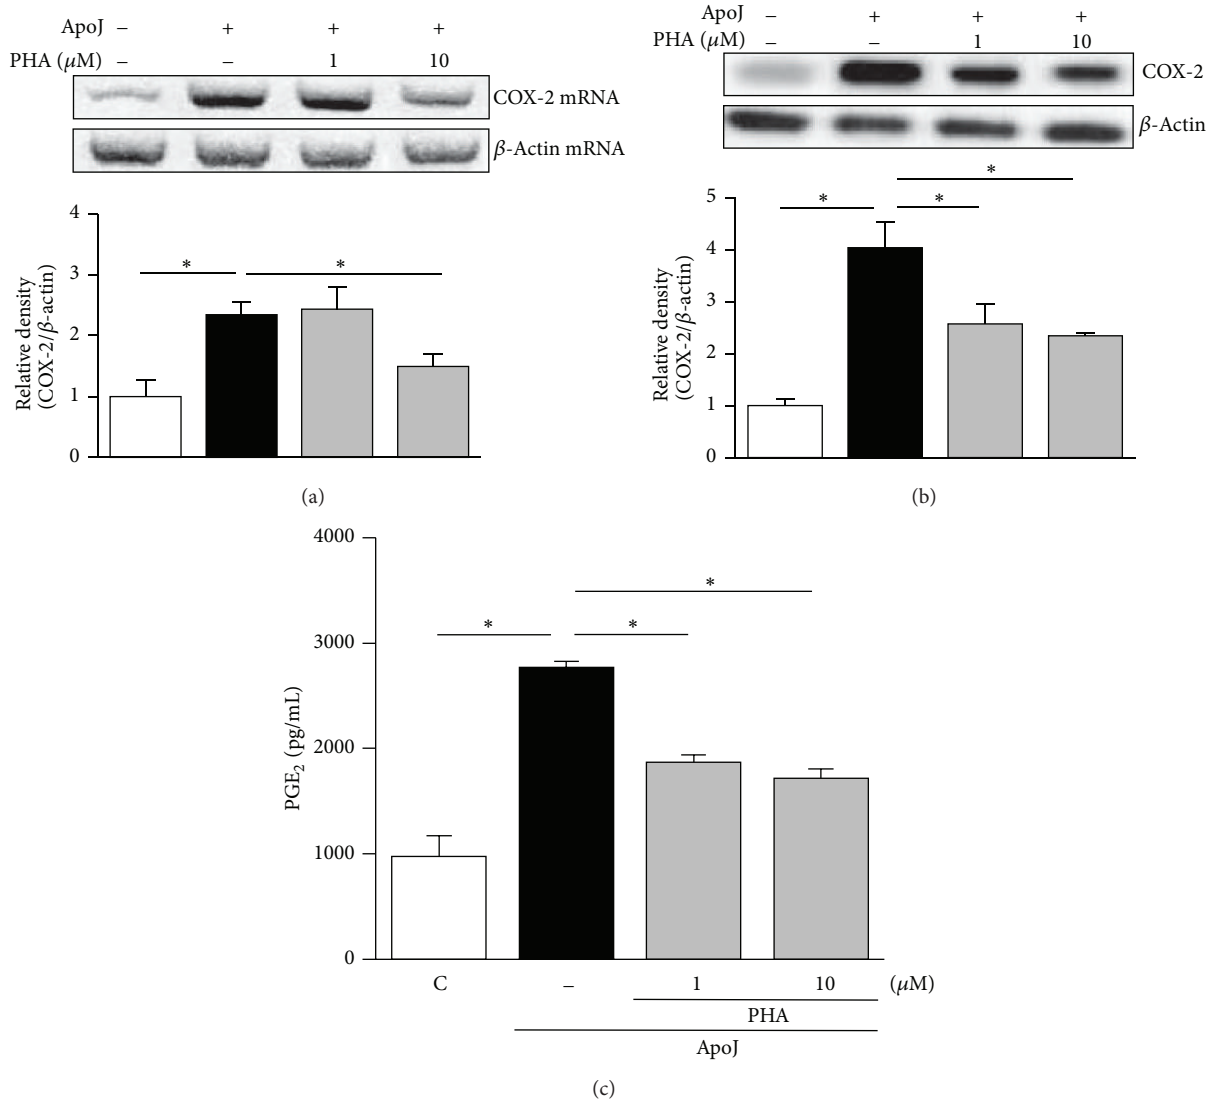 ApoJ – + + +
PHA (μM) – – 1 10
COX-2 mRNA
β-Actin mRNA
Relative density
(COX-2/β-actin)
4
3
2
1
0
* *
(a)
ApoJ – + + +
PHA (μM) – – 1 10
COX-2
β-Actin
Relative density
(COX-2/β-actin)
5
4
3
2
1
0
*
* *
(b)
PGE2 (pg/mL)
4000
3000
2000
1000
0
*
* *
C – 1 10 (μM)
PHA
ApoJ
(c)